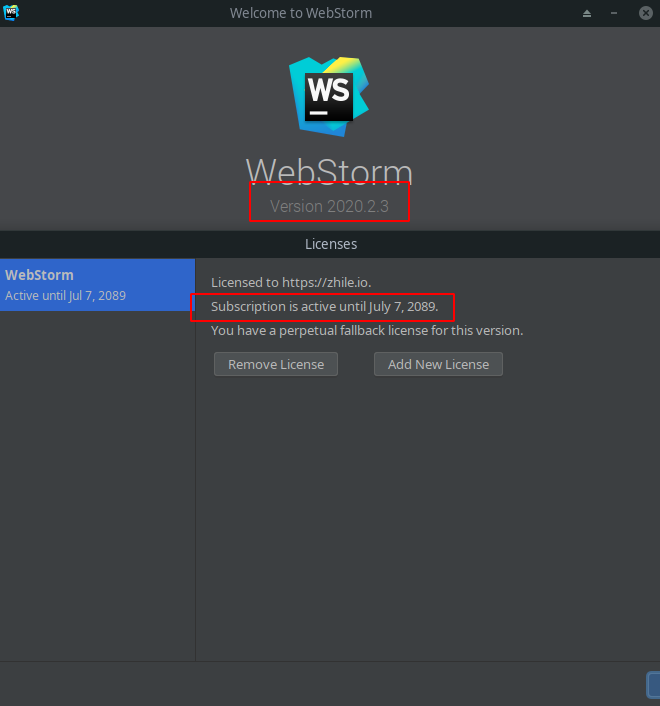 WS
Welcome to WebStorm
WS
WebStorm
Version 2020.2.3
Licenses
WebStorm
Active until Jul 7, 2089
Licensed to https://zhile.io.
Subscription is active until July 7, 2089.
You have a perpetual fallback license for this version.
Remove License
Add New License